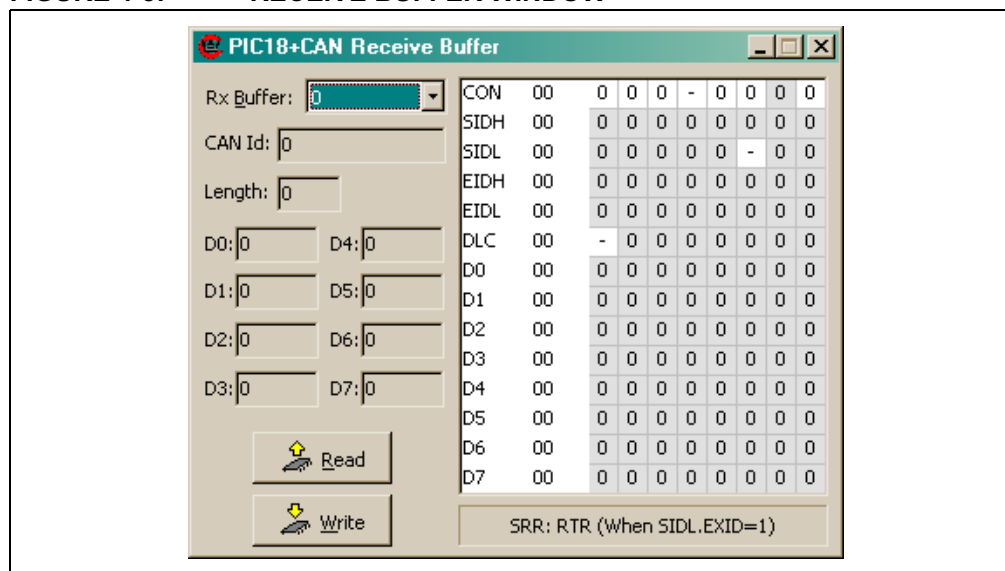 PIC18+CAN Receive Buffer
Rx Buffer: 0
CAN Id: 0
Length: 0
D0: 0 D4: 0
D1: 0 D5: 0
D2: 0 D6: 0
D3: 0 D7: 0
Read
Write
CON 00 0 0 0 - 0 0 0 0
SIDH 00 0 0 0 0 0 0 0 0
SIDL 00 0 0 0 0 0 - 0 0
EIDH 00 0 0 0 0 0 0 0 0
EIDL 00 0 0 0 0 0 0 0 0
DLC 00 - 0 0 0 0 0 0 0
D0 00 0 0 0 0 0 0 0 0
D1 00 0 0 0 0 0 0 0 0
D2 00 0 0 0 0 0 0 0 0
D3 00 0 0 0 0 0 0 0 0
D4 00 0 0 0 0 0 0 0 0
D5 00 0 0 0 0 0 0 0 0
D6 00 0 0 0 0 0 0 0 0
D7 00 0 0 0 0 0 0 0 0
SRR: RTR (When SIDL.EXID=1)